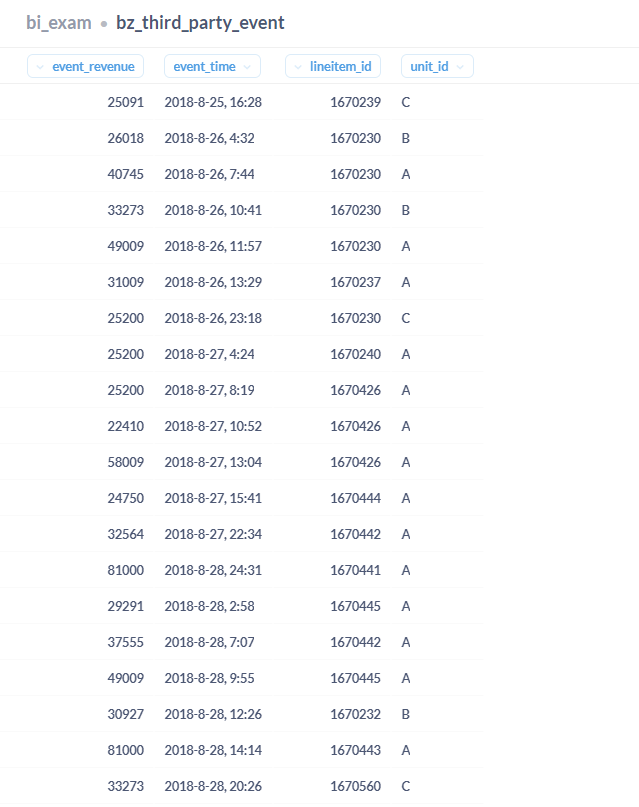 bi_exam • bz_third_party_event
event_revenue event_time lineitem_id unit_id
25091 2018-8-25, 16:28 1670239 C
26018 2018-8-26, 4:32 1670230 B
40745 2018-8-26, 7:44 1670230 A
33273 2018-8-26, 10:41 1670230 B
49009 2018-8-26, 11:57 1670230 A
31009 2018-8-26, 13:29 1670237 A
25200 2018-8-26, 23:18 1670230 C
25200 2018-8-27, 4:24 1670240 A
25200 2018-8-27, 8:19 1670426 A
22410 2018-8-27, 10:52 1670426 A
58009 2018-8-27, 13:04 1670426 A
24750 2018-8-27, 15:41 1670444 A
32564 2018-8-27, 22:34 1670442 A
81000 2018-8-28, 24:31 1670441 A
29291 2018-8-28, 2:58 1670445 A
37555 2018-8-28, 7:07 1670442 A
49009 2018-8-28, 9:55 1670445 A
30927 2018-8-28, 12:26 1670232 B
81000 2018-8-28, 14:14 1670443 A
33273 2018-8-28, 20:26 1670560 C